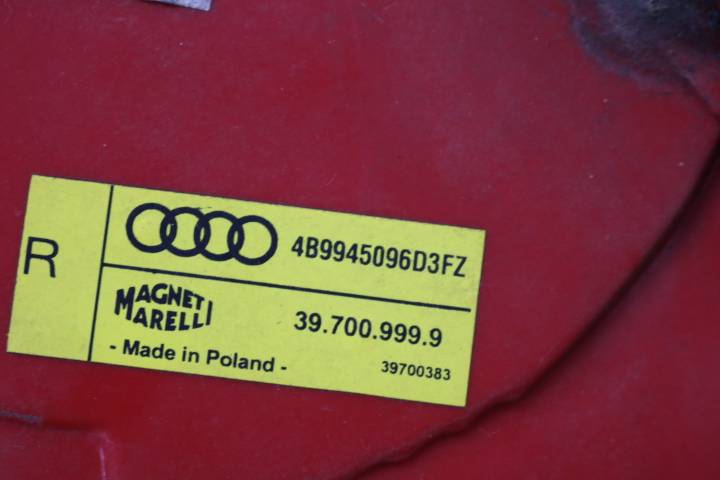 R
4B9945096D3FZ
MAGNETI
MARELLI
39.700.999.9
- Made in Poland -
39700383